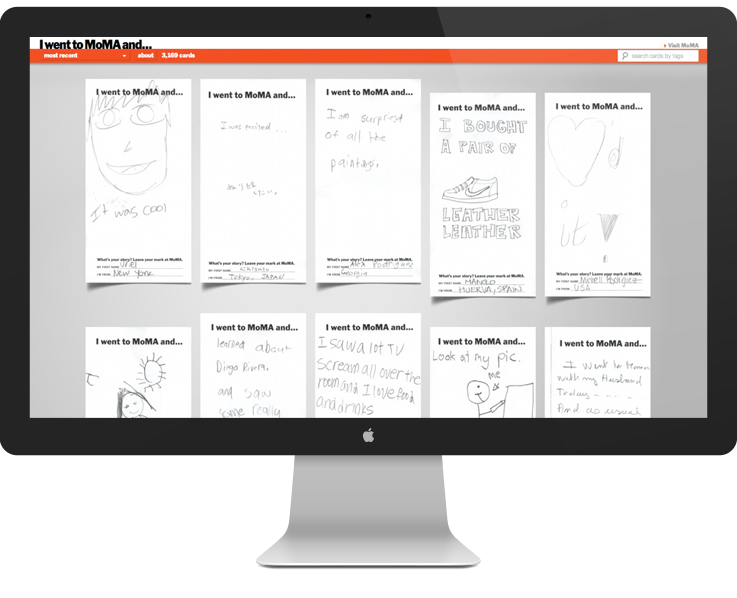 I went to MoMA and...
Visit MoMA
most recent
about
3,169 cards
search cards by tags
I went to MoMA and...
It was cool
What's your story? Leave your mark at MoMA.
MY FIRST NAME
I'M FROM New York
I went to MoMA and...
I was excited ...
What's your story? Leave your mark at MoMA.
MY FIRST NAME
I'M FROM Tokyo, JAPAN
I went to MoMA and...
I am surprest
of all the
paintings.
What's your story? Leave your mark at MoMA.
MY FIRST NAME Alex Rodriguez
I'M FROM Georgia
I went to MoMA and...
I BOUGHT
A PAIR OF
LEATHER
LEATHER
What's your story? Leave your mark at MoMA.
MY FIRST NAME MANOLO
I'M FROM HUELVA, SPAIN
I went to MoMA and...
'd
it
What's your story? Leave your mark at MoMA.
MY FIRST NAME Rodriguez
I'M FROM USA
I went to MoMA and...
I went to MoMA and...
learned about
Diego Rivera.
and saw
some really
I went to MoMA and...
I saw a lot TV
scream all over the
room and I love food
and drinks
I went to MoMA and...
Look at my pic.
me
I went to MoMA and...
I went to
with my Husband
Today - - - -
And as usual